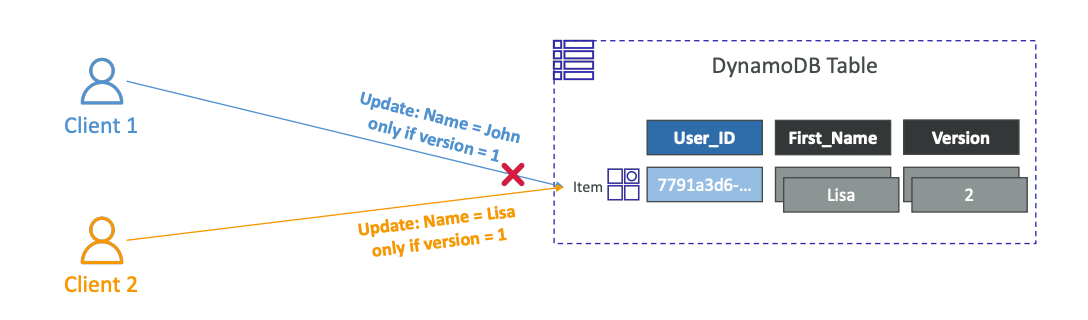 DynamoDB Table
Client 1
Update: Name = John
only if version = 1
User_ID
First_Name
Version
Item
7791a3d6-...
Lisa
2
Update: Name = Lisa
only if version = 1
Client 2